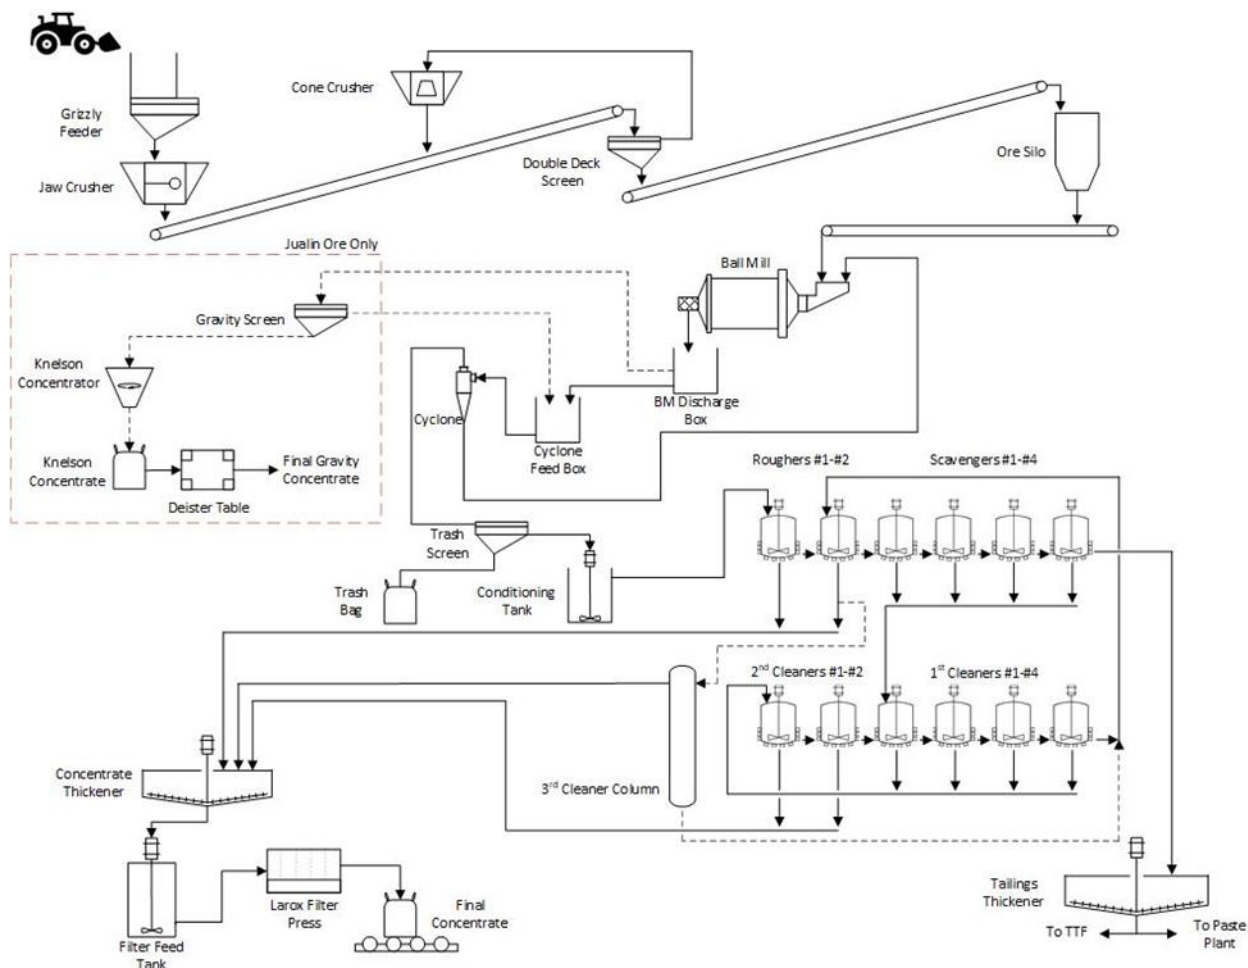 Cone Crusher
Grizzly
Feeder
Double Deck
Screen
Ore Silo
Jaw Crusher
Jualin Ore Only
Ball Mill
Gravity Screen
Knelson
Concentrator
Cyclone
BM Discharge
Box
Cyclone
Feed Box
Knelson
Concentrate
Final Gravity
Concentrate
Deister Table
Roughers #1-#2
Scavengers #1-#4
Trash
Screen
Trash
Bag
Conditioning
Tank
2nd Cleaners #1-#2
1st Cleaners #1-#4
Concentrate
Thickener
3rd Cleaner Column
Tailings
Thickener
Larox Filter
Press
Final
Concentrate
Filter Feed
Tank
To TTF
To Paste
Plant